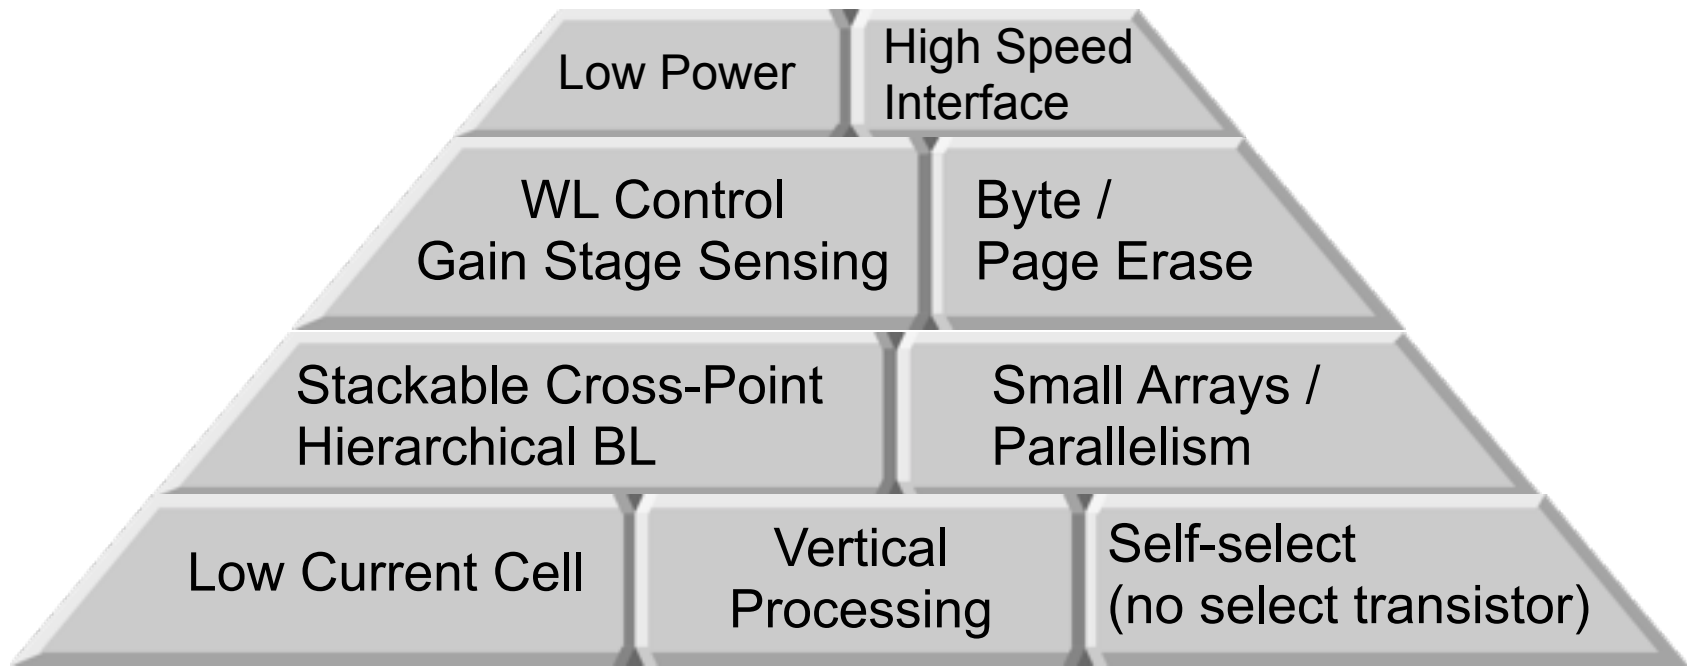 Low Power
High Speed
Interface
WL Control
Gain Stage Sensing
Byte /
Page Erase
Stackable Cross-Point
Hierarchical BL
Small Arrays /
Parallelism
Low Current Cell
Vertical
Processing
Self-select
(no select transistor)